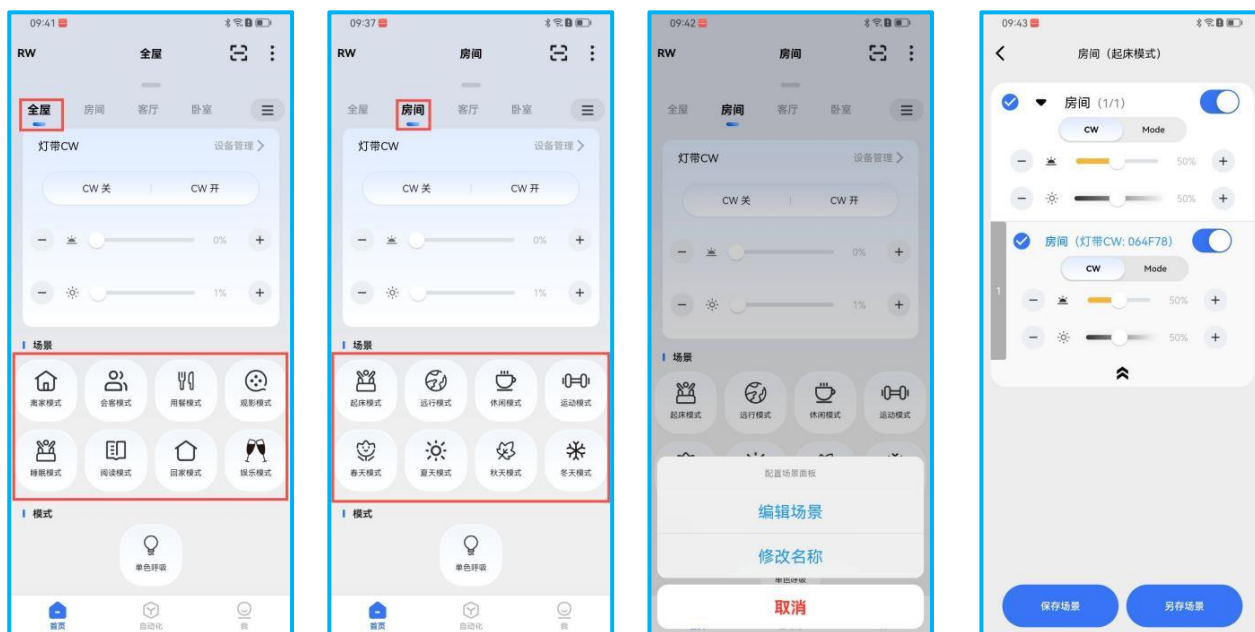 09:41
RW 全屋
全屋 房间 客厅 卧室
灯带CW 设备管理
CW 关 CW 开
0%
1%
场景
离家模式 会客模式 用餐模式 观影模式
睡眠模式 阅读模式 回家模式 娱乐模式
模式
单色呼吸
首页 自动化 我
09:37
RW 房间
全屋 房间 客厅 卧室
灯带CW 设备管理
CW 关 CW 开
0%
1%
场景
起床模式 远行模式 休闲模式 运动模式
春天模式 夏天模式 秋天模式 冬天模式
模式
单色呼吸
首页 自动化 我
09:42
RW 房间
全屋 房间 客厅 卧室
灯带CW 设备管理
CW 关 CW 开
0%
1%
场景
起床模式 远行模式 休闲模式 运动模式
配置场景面板
编辑场景
修改名称
单色呼吸
取消
09:43
房间（起床模式）
房间（1/1）
CW Mode
50%
50%
房间（灯带CW: 064F78）
CW Mode
1
50%
50%
保存场景 另存场景